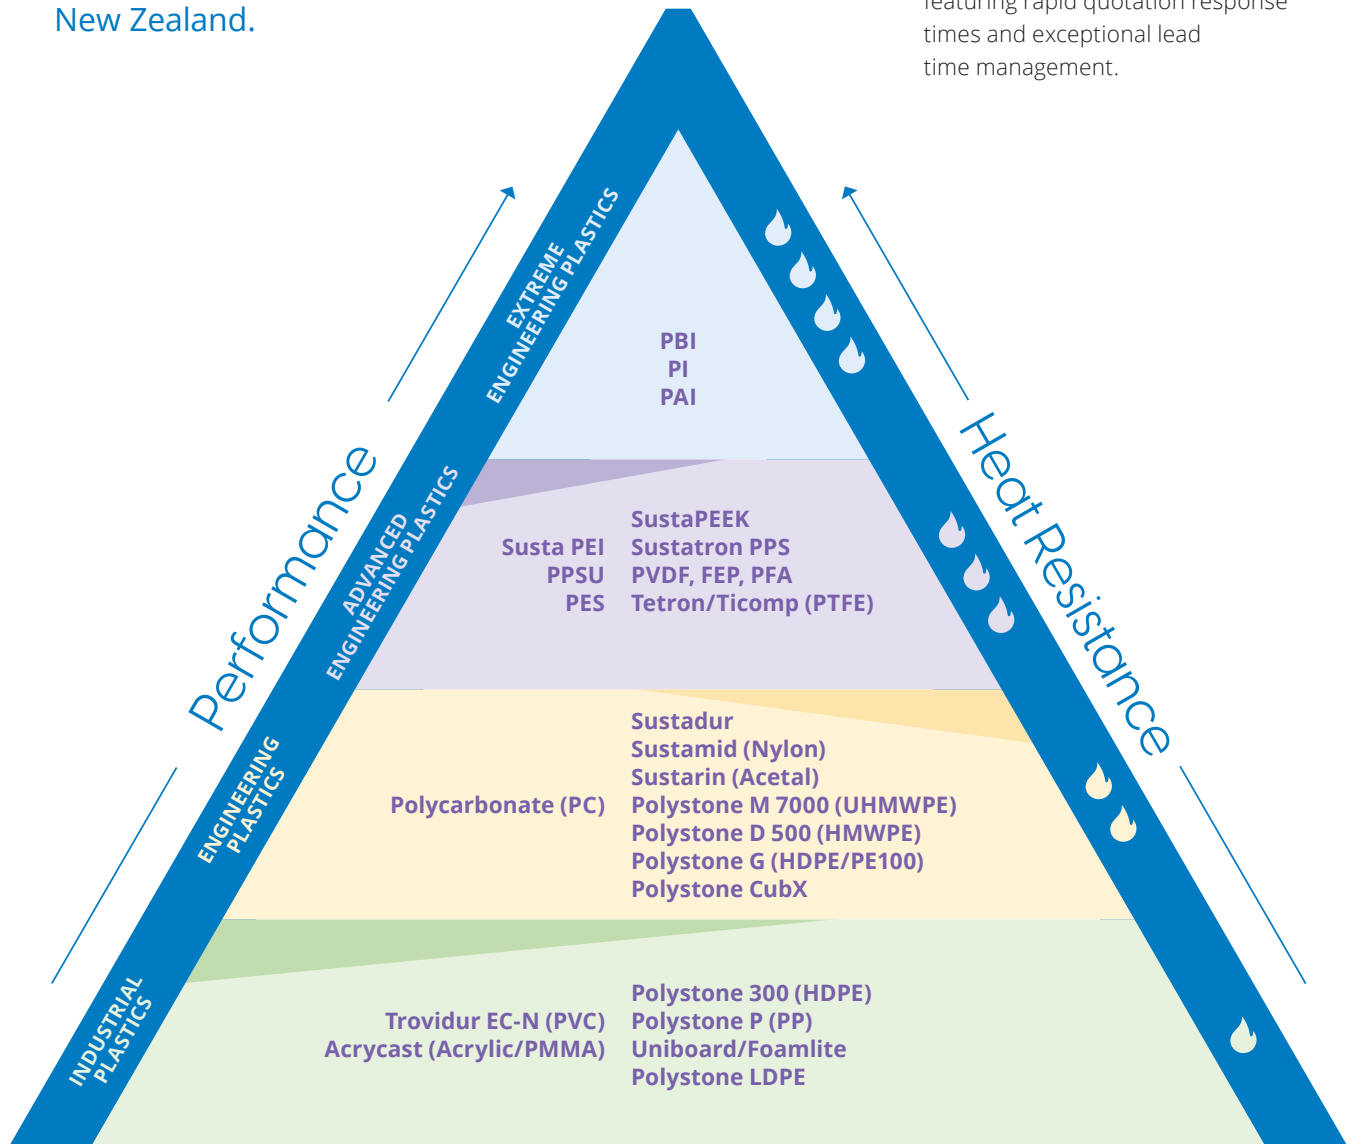 New Zealand.
featuring rapid quotation response
times and exceptional lead
time management.
EXTREME
ENGINEERING PLASTICS
PBI
PI
PAI
Performance
Heat Resistance
ADVANCED
ENGINEERING PLASTICS
Susta PEI
PPSU
PES
SustaPEEK
Sustatron PPS
PVDF, FEP, PFA
Tetron/Ticomp (PTFE)
ENGINEERING
PLASTICS
Polycarbonate (PC)
Sustadur
Sustamid (Nylon)
Sustarin (Acetal)
Polystone M 7000 (UHMWPE)
Polystone D 500 (HMWPE)
Polystone G (HDPE/PE100)
Polystone CubX
INDUSTRIAL
PLASTICS
Trovidur EC-N (PVC)
Acrycast (Acrylic/PMMA)
Polystone 300 (HDPE)
Polystone P (PP)
Uniboard/Foamlite
Polystone LDPE